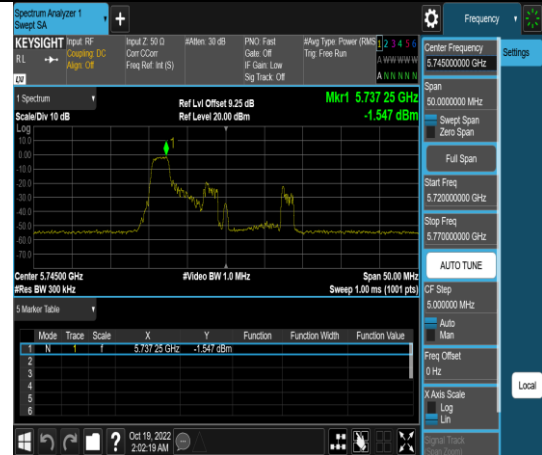 Spectrum Analyzer 1
Swept SA
+
Frequency
KEYSIGHT
RL
LXI
Input: RF
Coupling: DC
Align: Off
Input Z: 50 Ω
Corr CCorr
Freq Ref: Int (S)
#Atten: 30 dB
PNO: Fast
Gate: Off
IF Gain: Low
Sig Track: Off
#Avg Type: Power (RMS
Trig: Free Run
1 2 3 4 5 6
A W W W W W
A N N N N N
1 Spectrum
Scale/Div 10 dB
Ref Lvl Offset 9.25 dB
Ref Level 20.00 dBm
Mkr1 5.737 25 GHz
-1.547 dBm
Log
10.0
0.00
-10.0
-20.0
-30.0
-40.0
-50.0
-60.0
-70.0
1
Center 5.74500 GHz
#Res BW 300 kHz
#Video BW 1.0 MHz
Span 50.00 MHz
Sweep 1.00 ms (1001 pts)
5 Marker Table
Mode Trace Scale X Y Function Function Width Function Value
1 N 1 f 5.737 25 GHz -1.547 dBm
2
3
4
5
6
?
Oct 19, 2022
2:02:19 AM
Center Frequency
5.745000000 GHz
Span
50.0000000 MHz
Swept Span
Zero Span
Full Span
Start Freq
5.720000000 GHz
Stop Freq
5.770000000 GHz
AUTO TUNE
CF Step
5.000000 MHz
Auto
Man
Freq Offset
0 Hz
X Axis Scale
Log
Lin
Signal Track
(Span Zoom)
Settings
Local